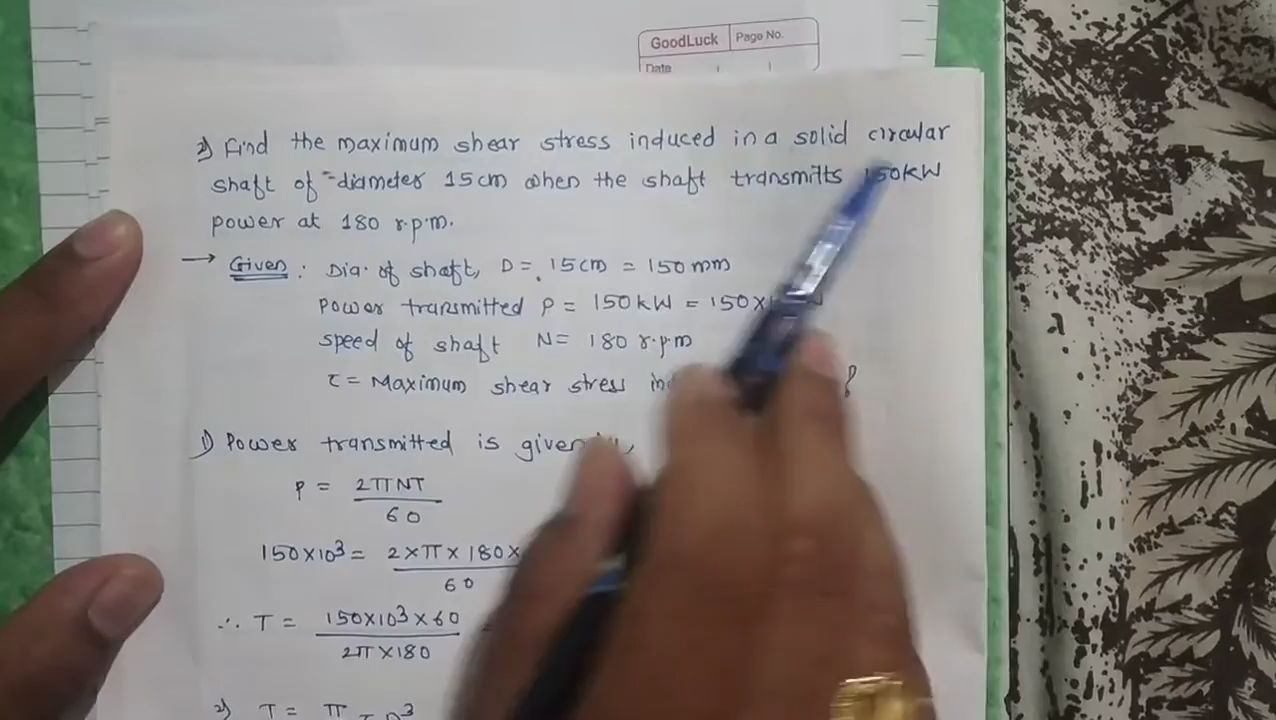 GoodLuck Page No.
Date
2) Find the maximum shear stress induced in a solid circular
shaft of diameter 15cm when the shaft transmits 150kW
power at 180 r.p.m.
→ Given : Dia. of shaft, D = 15cm = 150mm
Power transmitted P = 150kW = 150×
speed of shaft N = 180 r.p.m
τ = Maximum shear stress ?
1) Power transmitted is given
P = 2πNT
60
150×10³ = 2×π×180×
60
∴ T = 150×10³×60
2π×180
2) T = π τ D³